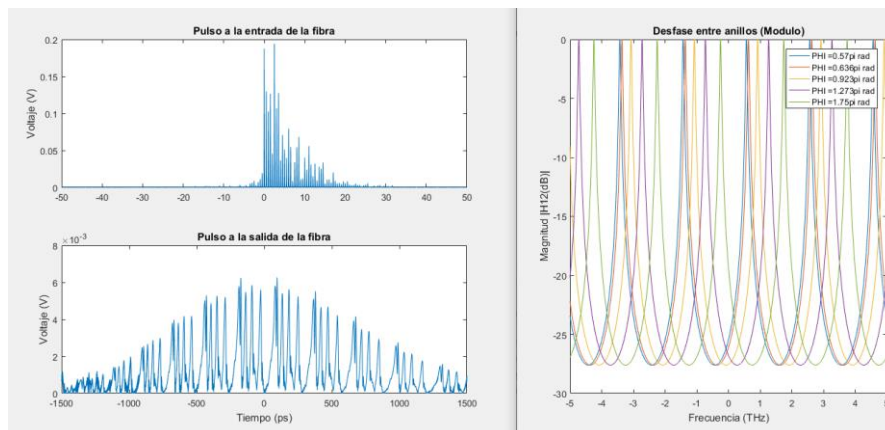 Pulso a la entrada de la fibra
0.2
0.15
0.1
0.05
0
Voltaje (V)
-50 -40 -30 -20 -10 0 10 20 30 40 50
Pulso a la salida de la fibra
×10⁻³
8
6
4
2
0
Voltaje (V)
-1500 -1000 -500 0 500 1000 1500
Tiempo (ps)
Desfase entre anillos (Modulo)
0
-5
-10
-15
-20
-25
-30
Magnitud |H12(dB)|
PHI =0.57pi rad
PHI =0.636pi rad
PHI =0.923pi rad
PHI =1.273pi rad
PHI =1.75pi rad
-5 -4 -3 -2 -1 0 1 2 3 4 5
Frecuencia (THz)